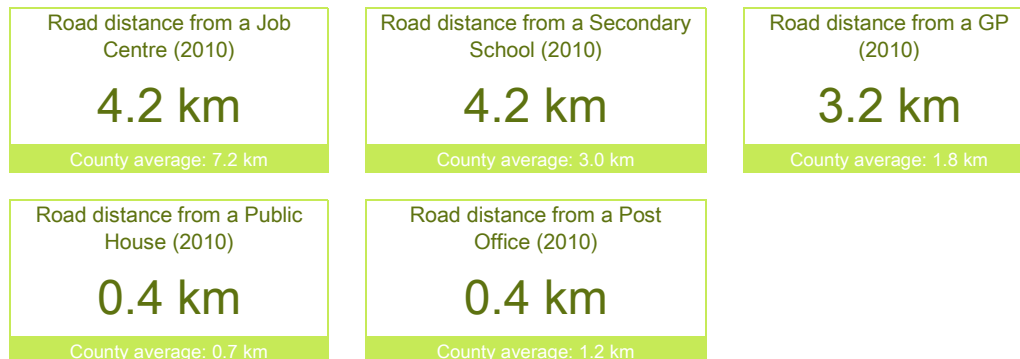 Road distance from a Job
Centre (2010)
4.2 km
County average: 7.2 km
Road distance from a Secondary
School (2010)
4.2 km
County average: 3.0 km
Road distance from a GP
(2010)
3.2 km
County average: 1.8 km
Road distance from a Public
House (2010)
0.4 km
County average: 0.7 km
Road distance from a Post
Office (2010)
0.4 km
County average: 1.2 km